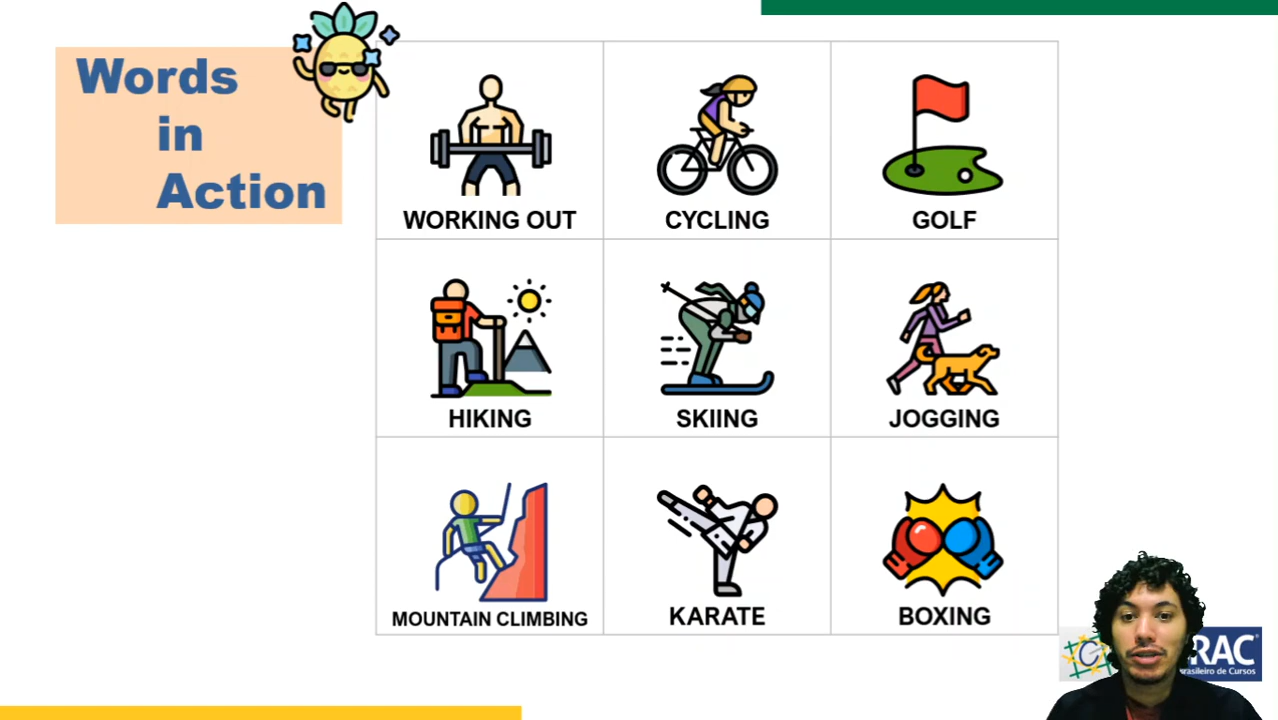 Words
in
Action
WORKING OUT
CYCLING
GOLF
HIKING
SKIING
JOGGING
MOUNTAIN CLIMBING
KARATE
BOXING
C
RAC
Brasileiro de Cursos